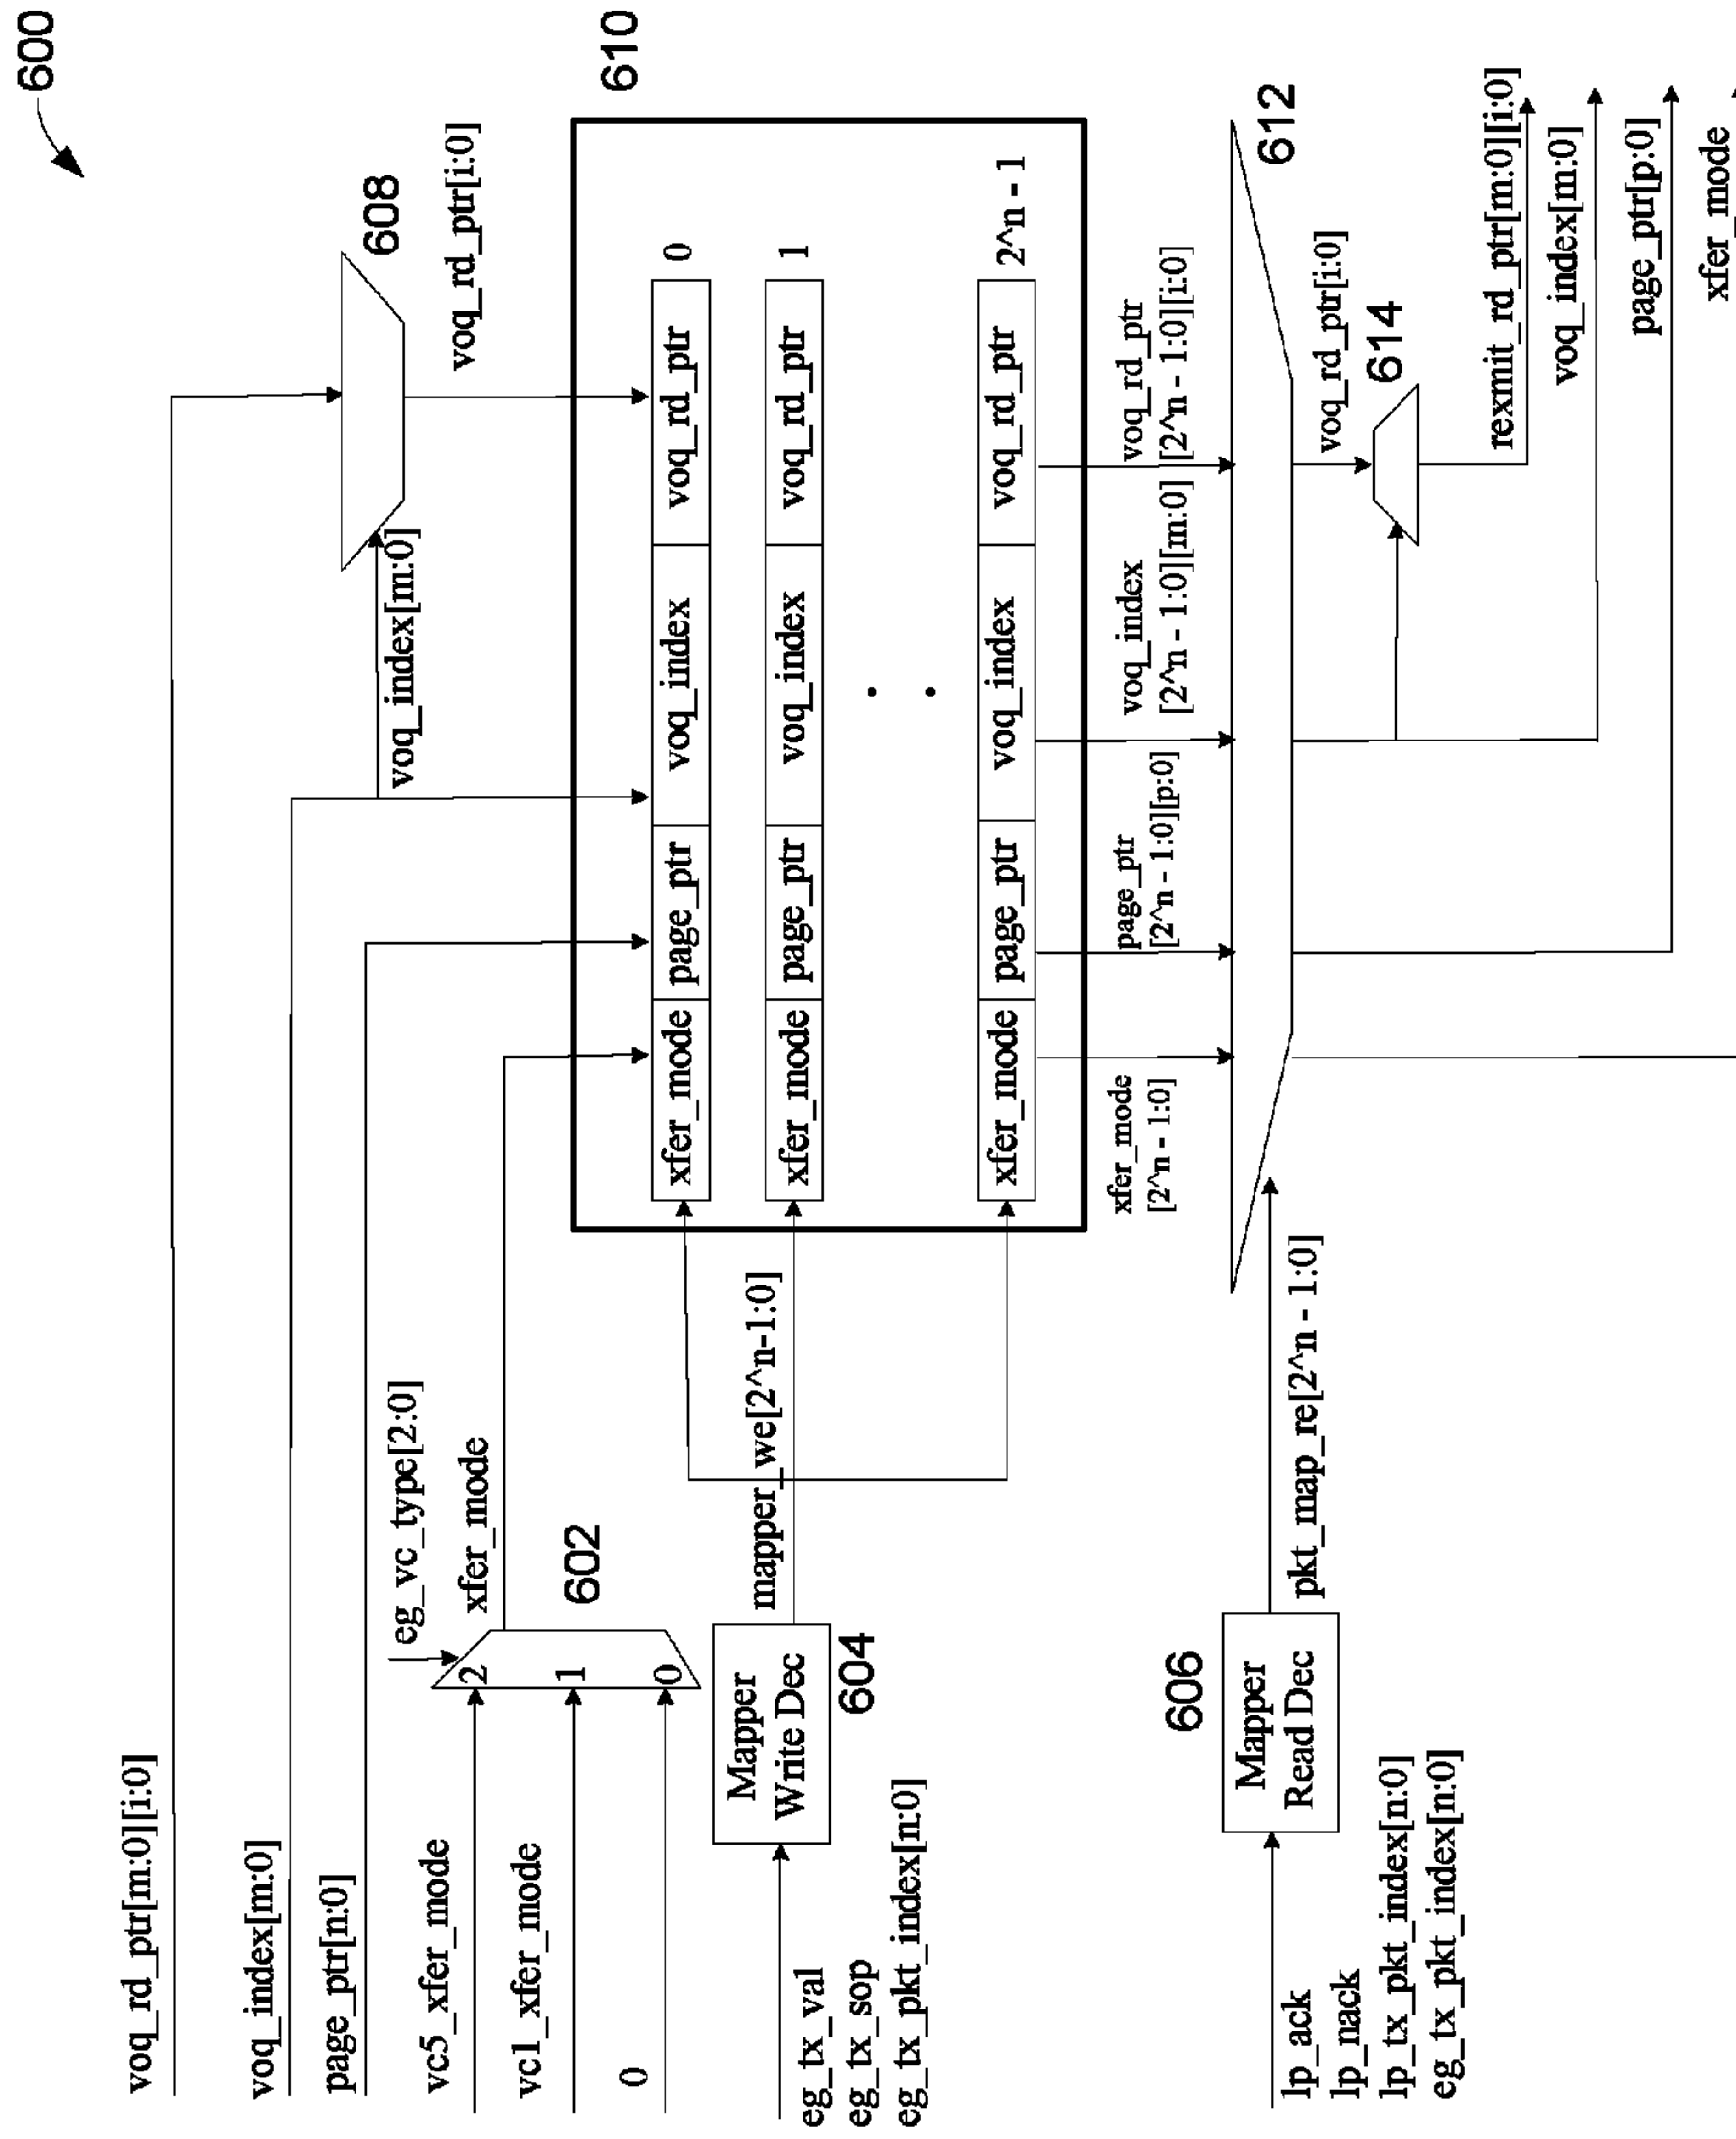 600
voq_rd_ptr[m:0][i:0]
voq_index[m:0]
page_ptr[n:0]
vc5_xfer_mode
vc1_xfer_mode
0
eg_vc_type[2:0]
2
1
0
xfer_mode
602
voq_index[m:0]
608
voq_rd_ptr[i:0]
610
Mapper
Write Dec
604
eg_tx_val
eg_tx_sop
eg_tx_pkt_index[n:0]
mapper_we[2^n-1:0]
xfer_mode page_ptr voq_index voq_rd_ptr 0
xfer_mode page_ptr voq_index voq_rd_ptr 1
. .
xfer_mode page_ptr voq_index voq_rd_ptr 2^n - 1
xfer_mode
[2^n - 1:0]
page_ptr
[2^n - 1:0][p:0]
voq_index
[2^n - 1:0][m:0]
voq_rd_ptr
[2^n - 1:0][i:0]
606
Mapper
Read Dec
lp_ack
lp_nack
lp_tx_pkt_index[n:0]
eg_tx_pkt_index[n:0]
pkt_map_re[2^n - 1:0]
612
voq_rd_ptr[i:0]
614
rexmit_rd_ptr[m:0][i:0]
voq_index[m:0]
page_ptr[p:0]
xfer_mode